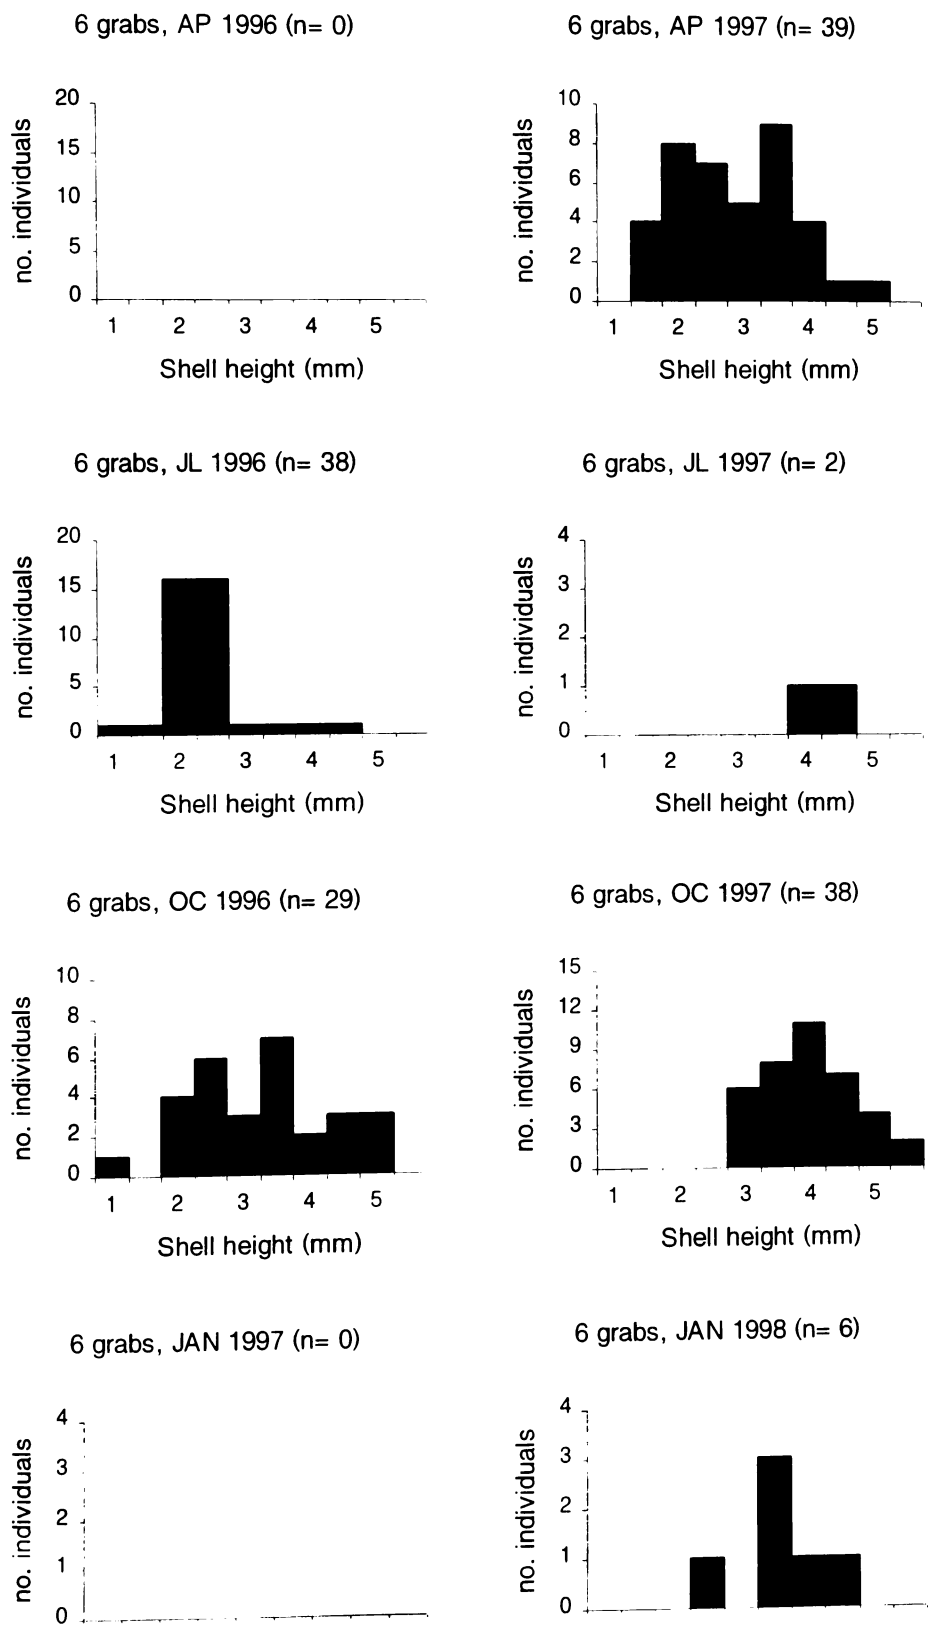 6 grabs, AP 1996 (n= 0)
20
15
10
5
0
no. individuals
1 2 3 4 5
Shell height (mm)
6 grabs, AP 1997 (n= 39)
10
8
6
4
2
0
no. individuals
1 2 3 4 5
Shell height (mm)
6 grabs, JL 1996 (n= 38)
20
15
10
5
0
no. individuals
1 2 3 4 5
Shell height (mm)
6 grabs, JL 1997 (n= 2)
4
3
2
1
0
no. individuals
1 2 3 4 5
Shell height (mm)
6 grabs, OC 1996 (n= 29)
10
8
6
4
2
0
no. individuals
1 2 3 4 5
Shell height (mm)
6 grabs, OC 1997 (n= 38)
15
12
9
6
3
0
no. individuals
1 2 3 4 5
Shell height (mm)
6 grabs, JAN 1997 (n= 0)
4
3
2
1
0
no. individuals
6 grabs, JAN 1998 (n= 6)
4
3
2
1
0
no. individuals